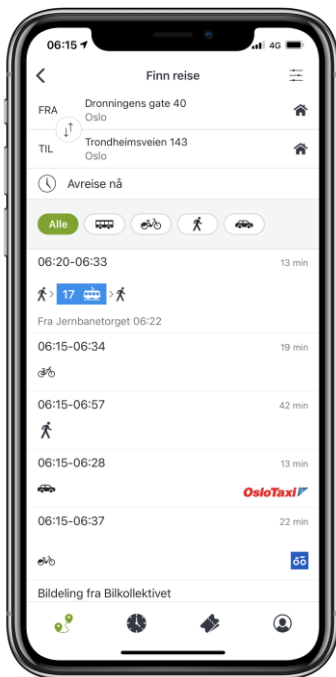 06:15
4G
Finn reise
FRA
Dronningens gate 40
Oslo
TIL
Trondheimsveien 143
Oslo
Avreise nå
Alle
06:20-06:33
13 min
17
Fra Jernbanetorget 06:22
06:15-06:34
19 min
06:15-06:57
42 min
06:15-06:28
13 min
OsloTaxi
06:15-06:37
22 min
Bildeling fra Bilkollektivet